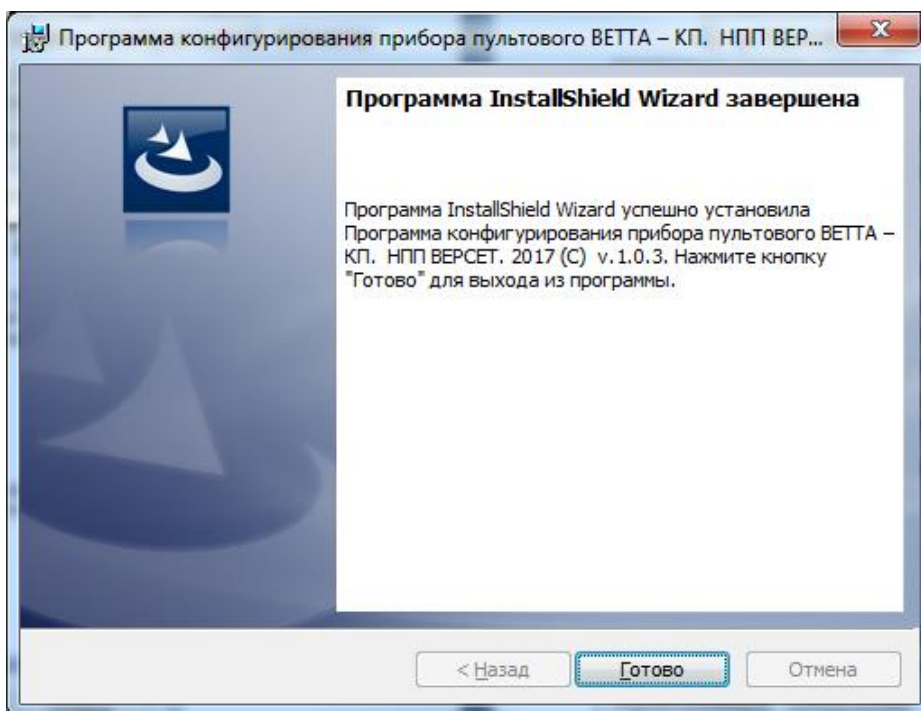 Программа конфигурирования прибора пультового ВЕТТА – КП.  НПП ВЕР...
Программа InstallShield Wizard завершена
Программа InstallShield Wizard успешно установила
Программа конфигурирования прибора пультового ВЕТТА –
КП.  НПП ВЕРСЕТ. 2017 (C)  v.1.0.3. Нажмите кнопку
"Готово" для выхода из программы.
< Назад
Готово
Отмена